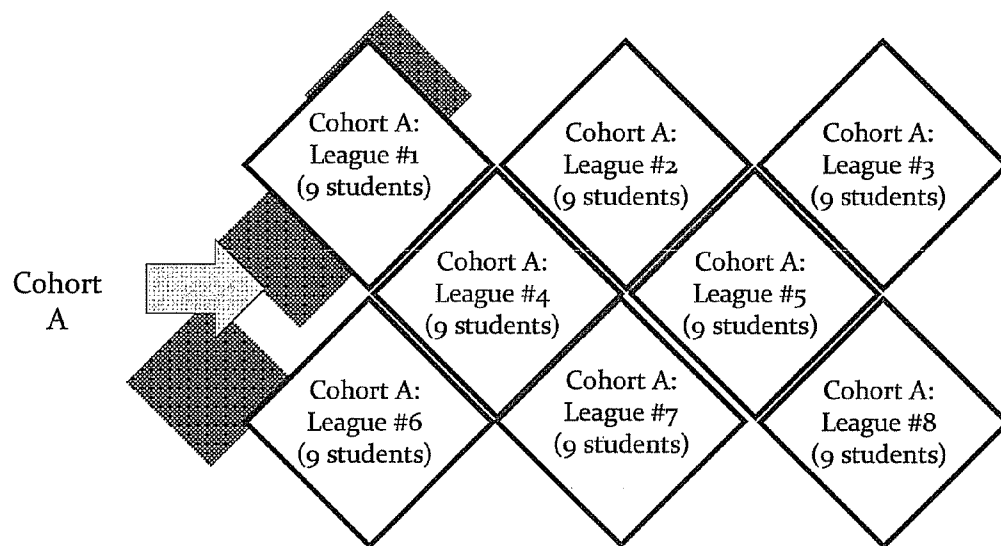 Cohort A:
League #1
(9 students)
Cohort A:
League #2
(9 students)
Cohort A:
League #3
(9 students)
Cohort
A
Cohort A:
League #4
(9 students)
Cohort A:
League #5
(9 students)
Cohort A:
League #6
(9 students)
Cohort A:
League #7
(9 students)
Cohort A:
League #8
(9 students)